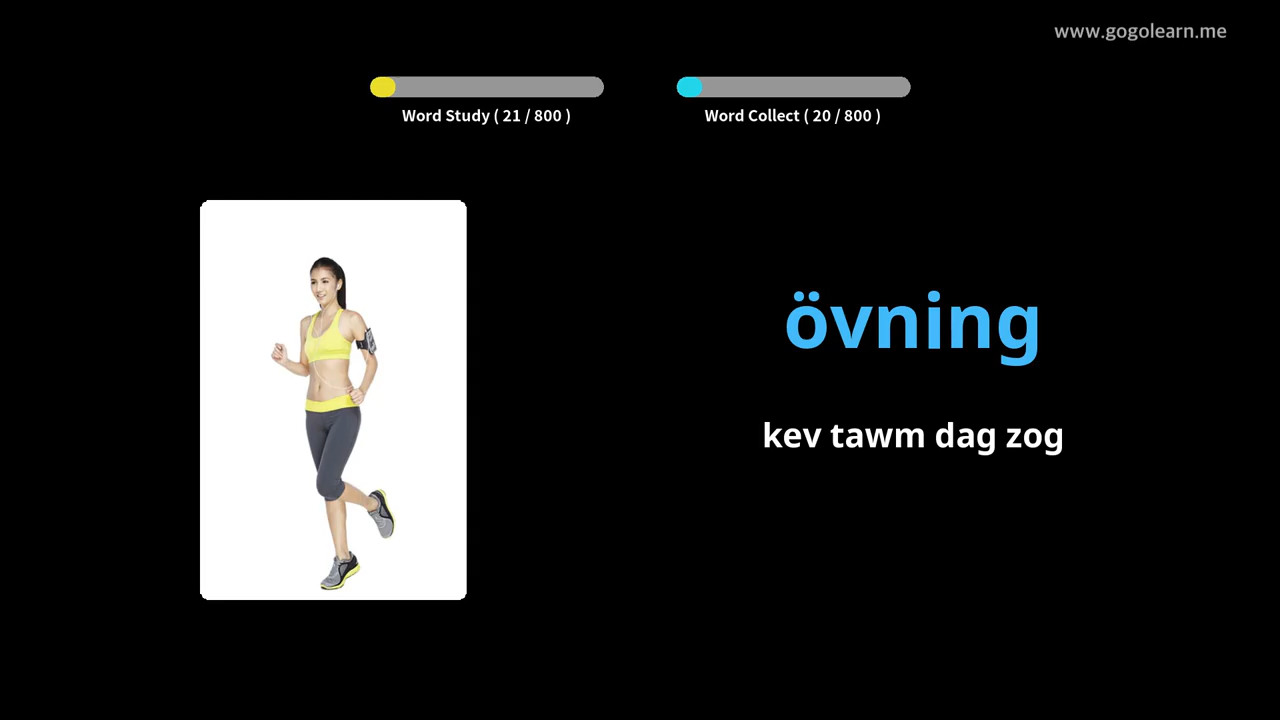 www.gogolearn.me
Word Study ( 21 / 800 )
Word Collect ( 20 / 800 )
övning
kev tawm dag zog